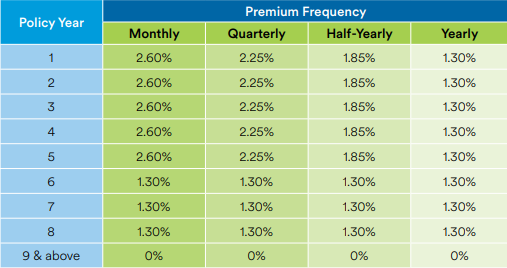 Policy Year
Premium Frequency
Monthly Quarterly Half-Yearly Yearly
1 2.60% 2.25% 1.85% 1.30%
2 2.60% 2.25% 1.85% 1.30%
3 2.60% 2.25% 1.85% 1.30%
4 2.60% 2.25% 1.85% 1.30%
5 2.60% 2.25% 1.85% 1.30%
6 1.30% 1.30% 1.30% 1.30%
7 1.30% 1.30% 1.30% 1.30%
8 1.30% 1.30% 1.30% 1.30%
9 & above 0% 0% 0% 0%